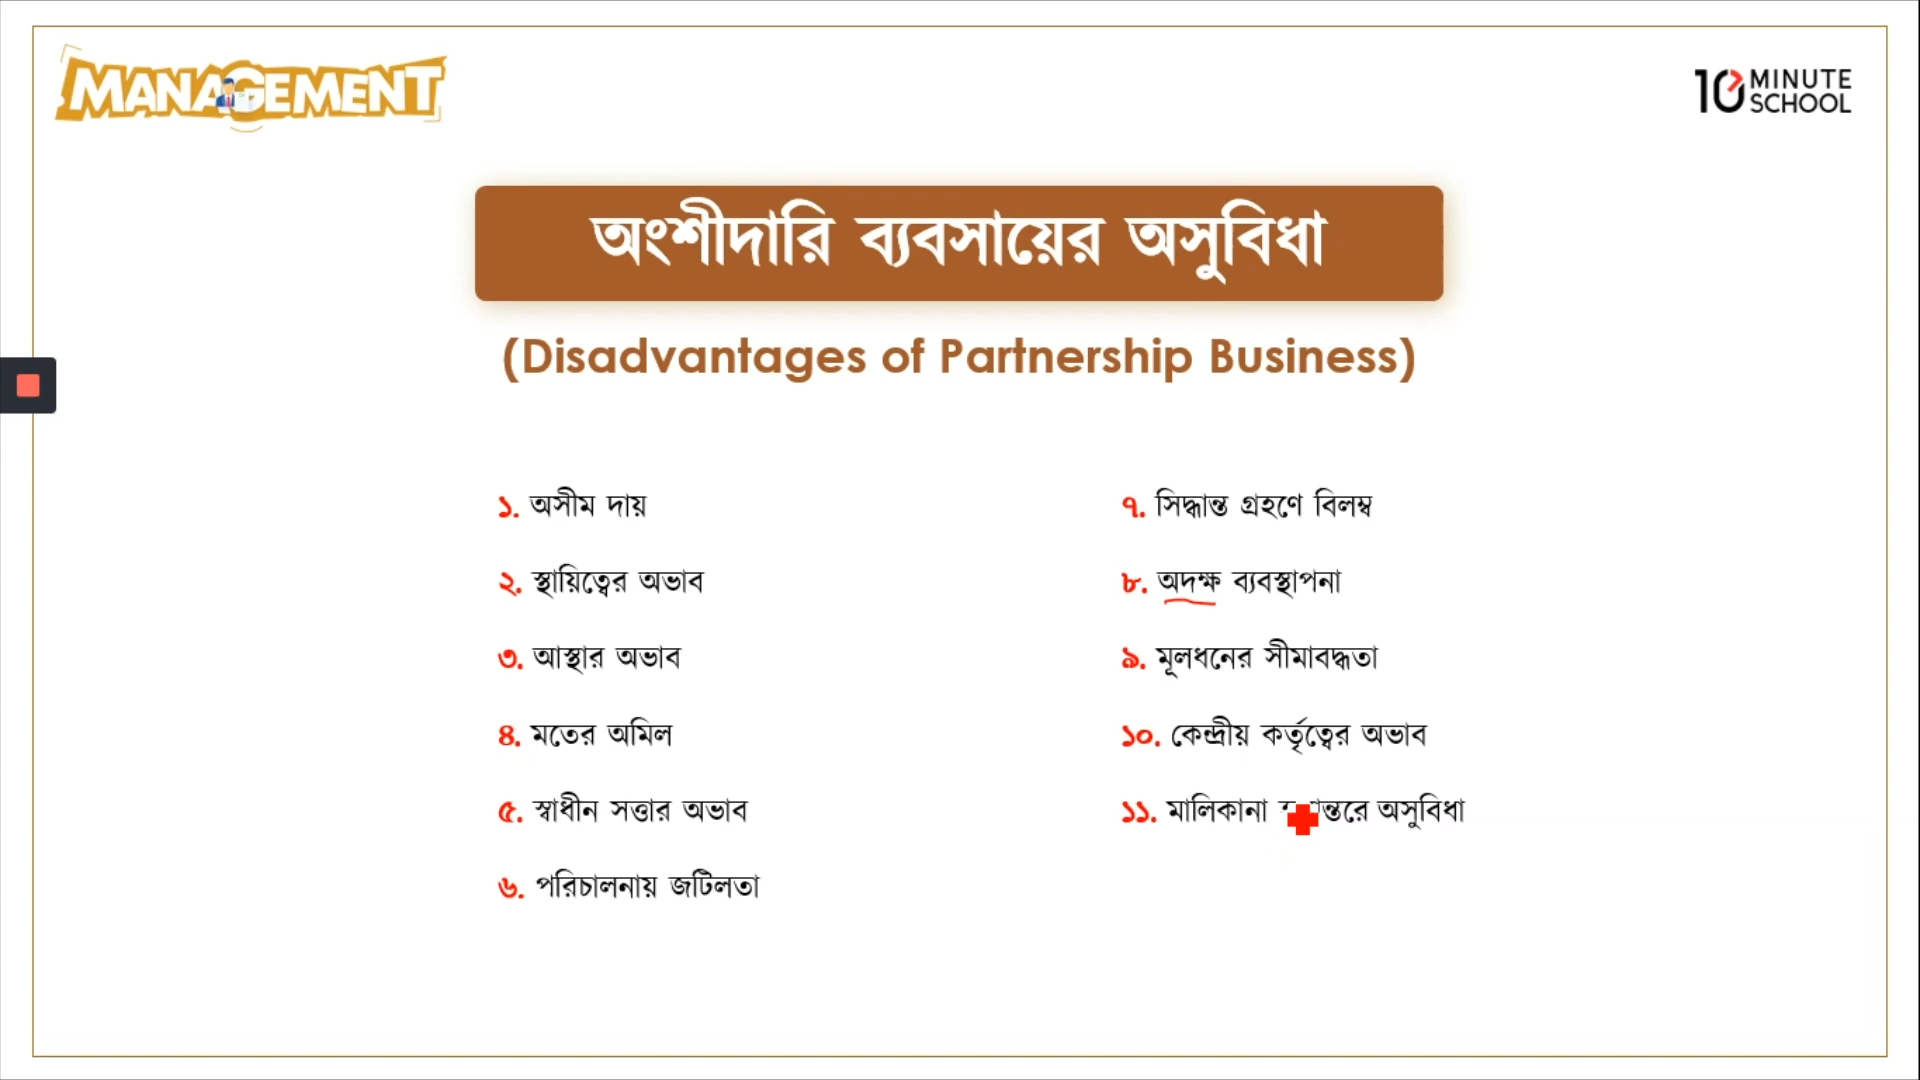 MANAGEMENT
10 MINUTE
SCHOOL
অংশীদারি ব্যবসায়ের অসুবিধা
(Disadvantages of Partnership Business)
১. অসীম দায়
২. স্থায়িত্বের অভাব
৩. আস্থার অভাব
৪. মতের অমিল
৫. স্বাধীন সত্তার অভাব
৬. পরিচালনায় জটিলতা
৭. সিদ্ধান্ত গ্রহণে বিলম্ব
৮. অদক্ষ ব্যবস্থাপনা
৯. মূলধনের সীমাবদ্ধতা
১০. কেন্দ্রীয় কর্তৃত্বের অভাব
১১. মালিকানা অসুবিধা